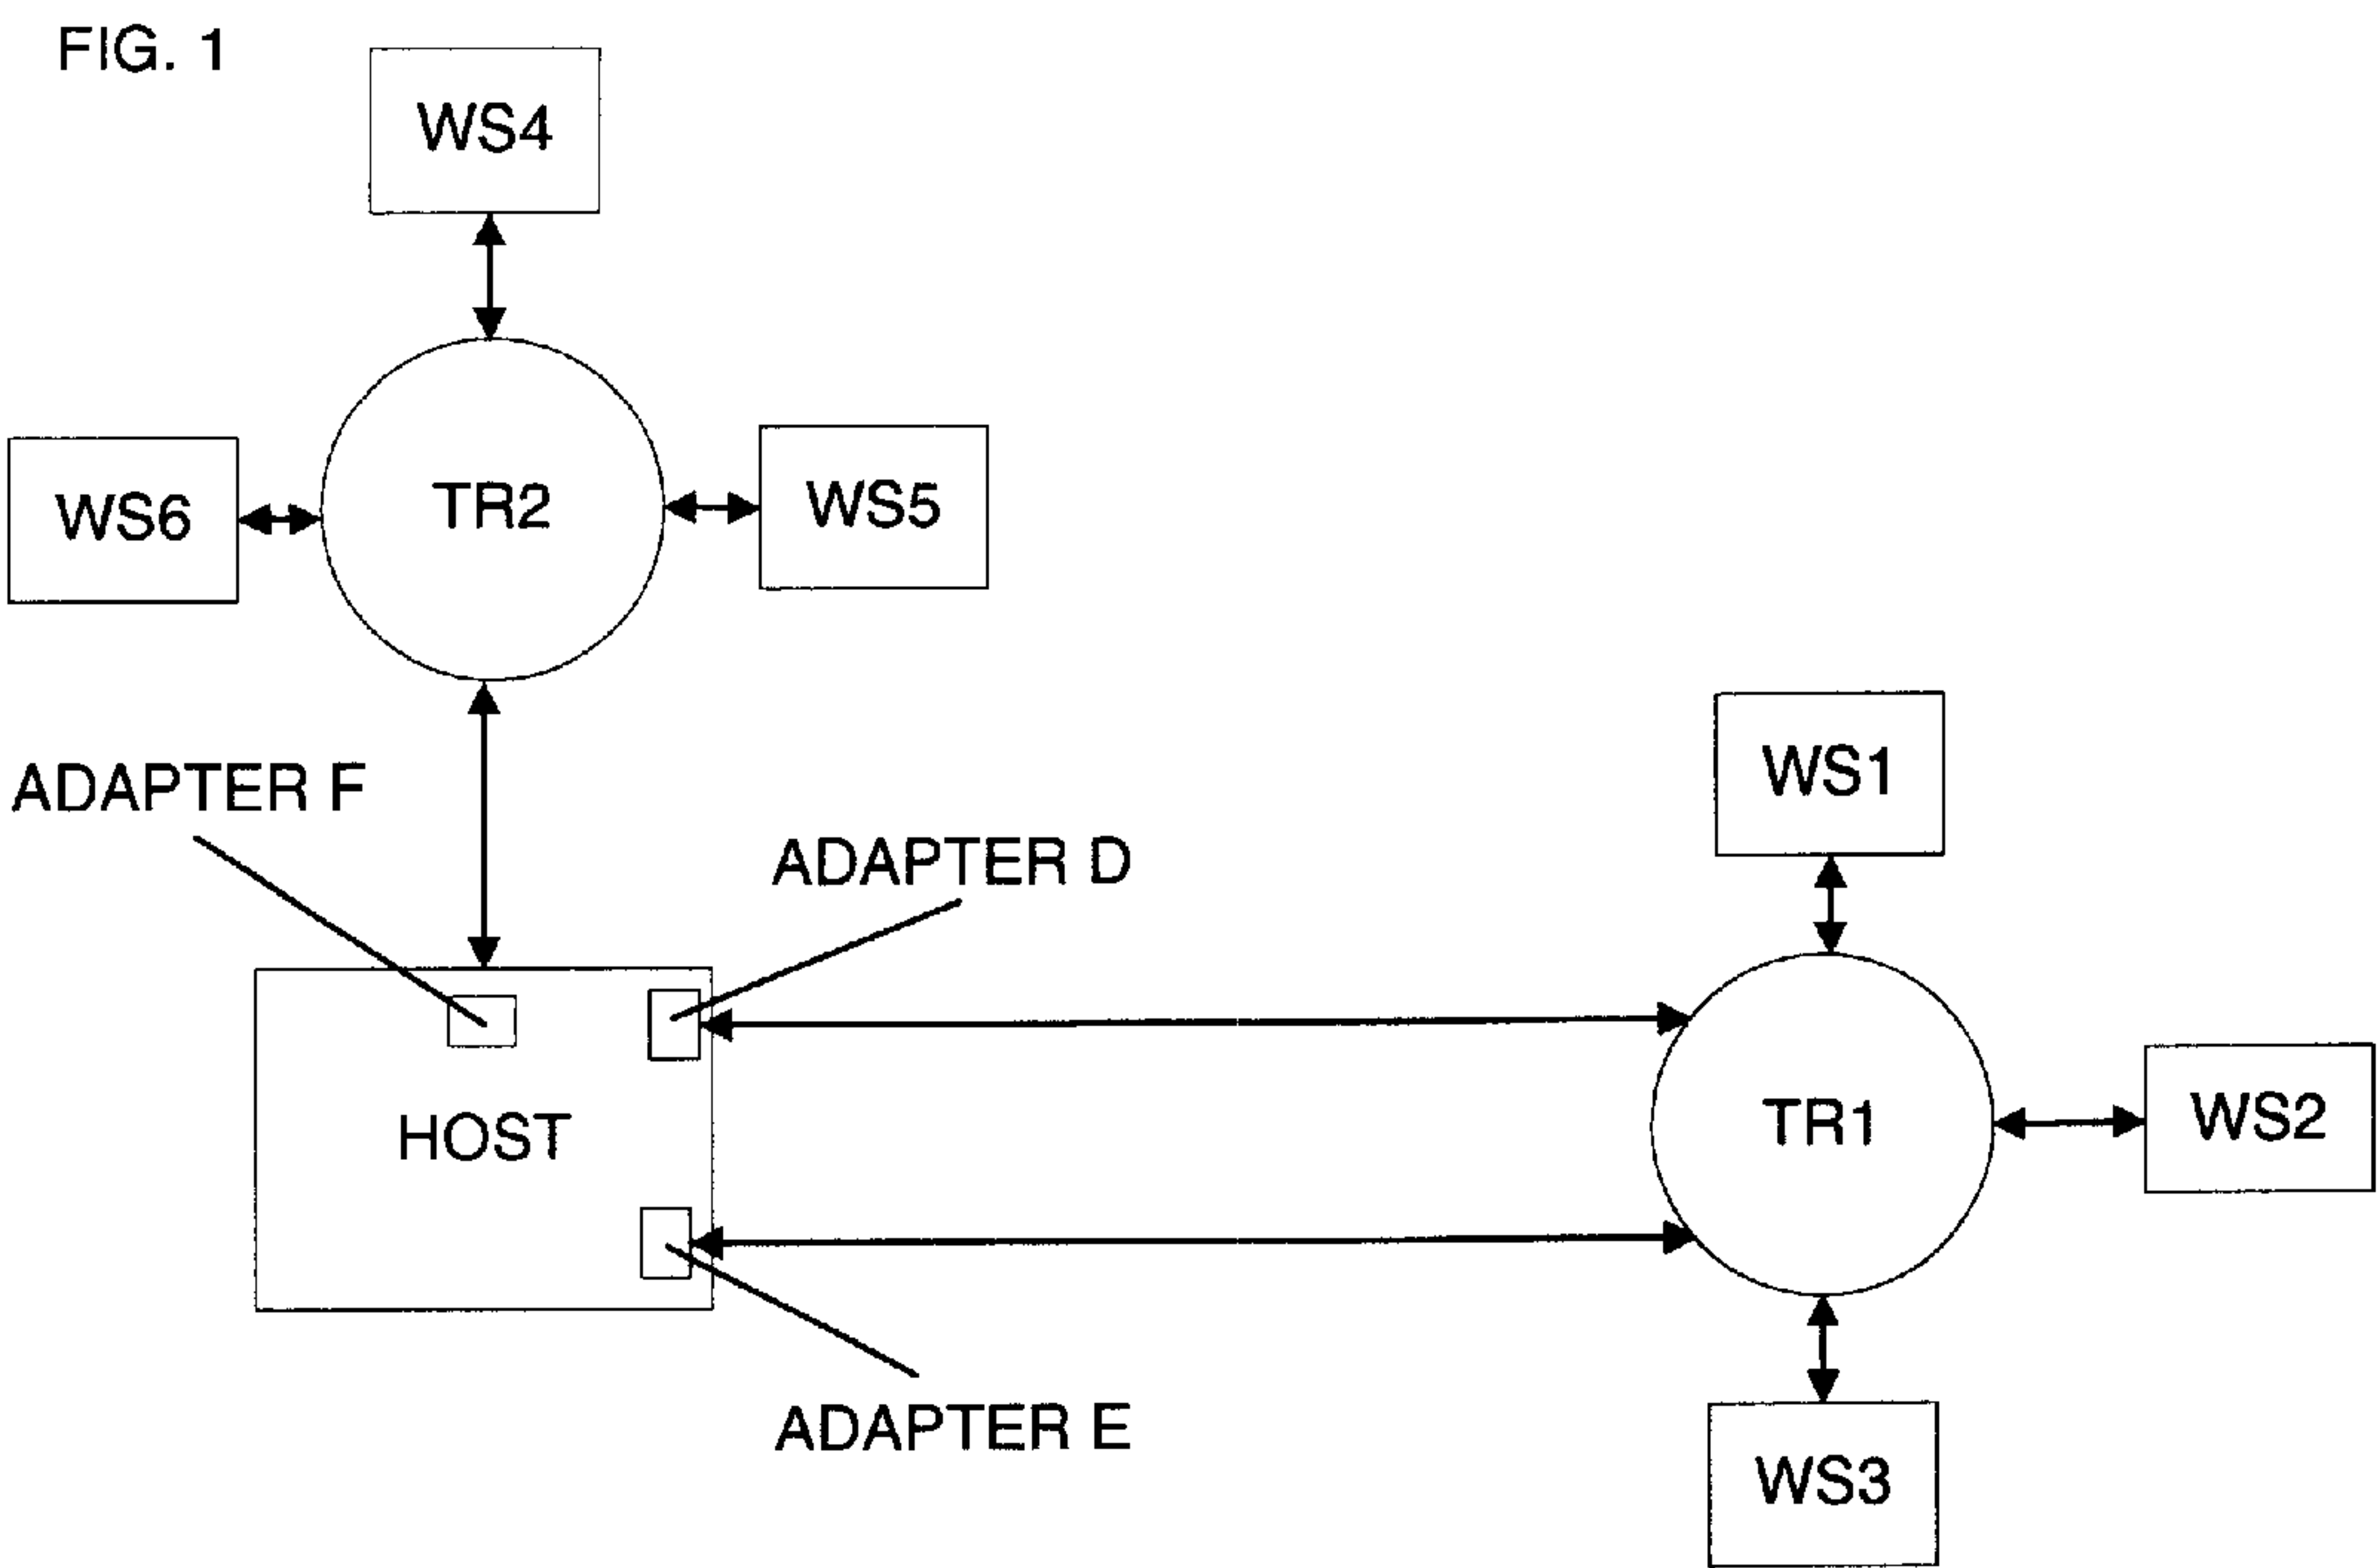 FIG. 1
WS4
WS6
TR2
WS5
ADAPTER F
WS1
ADAPTER D
HOST
TR1
WS2
ADAPTER E
WS3